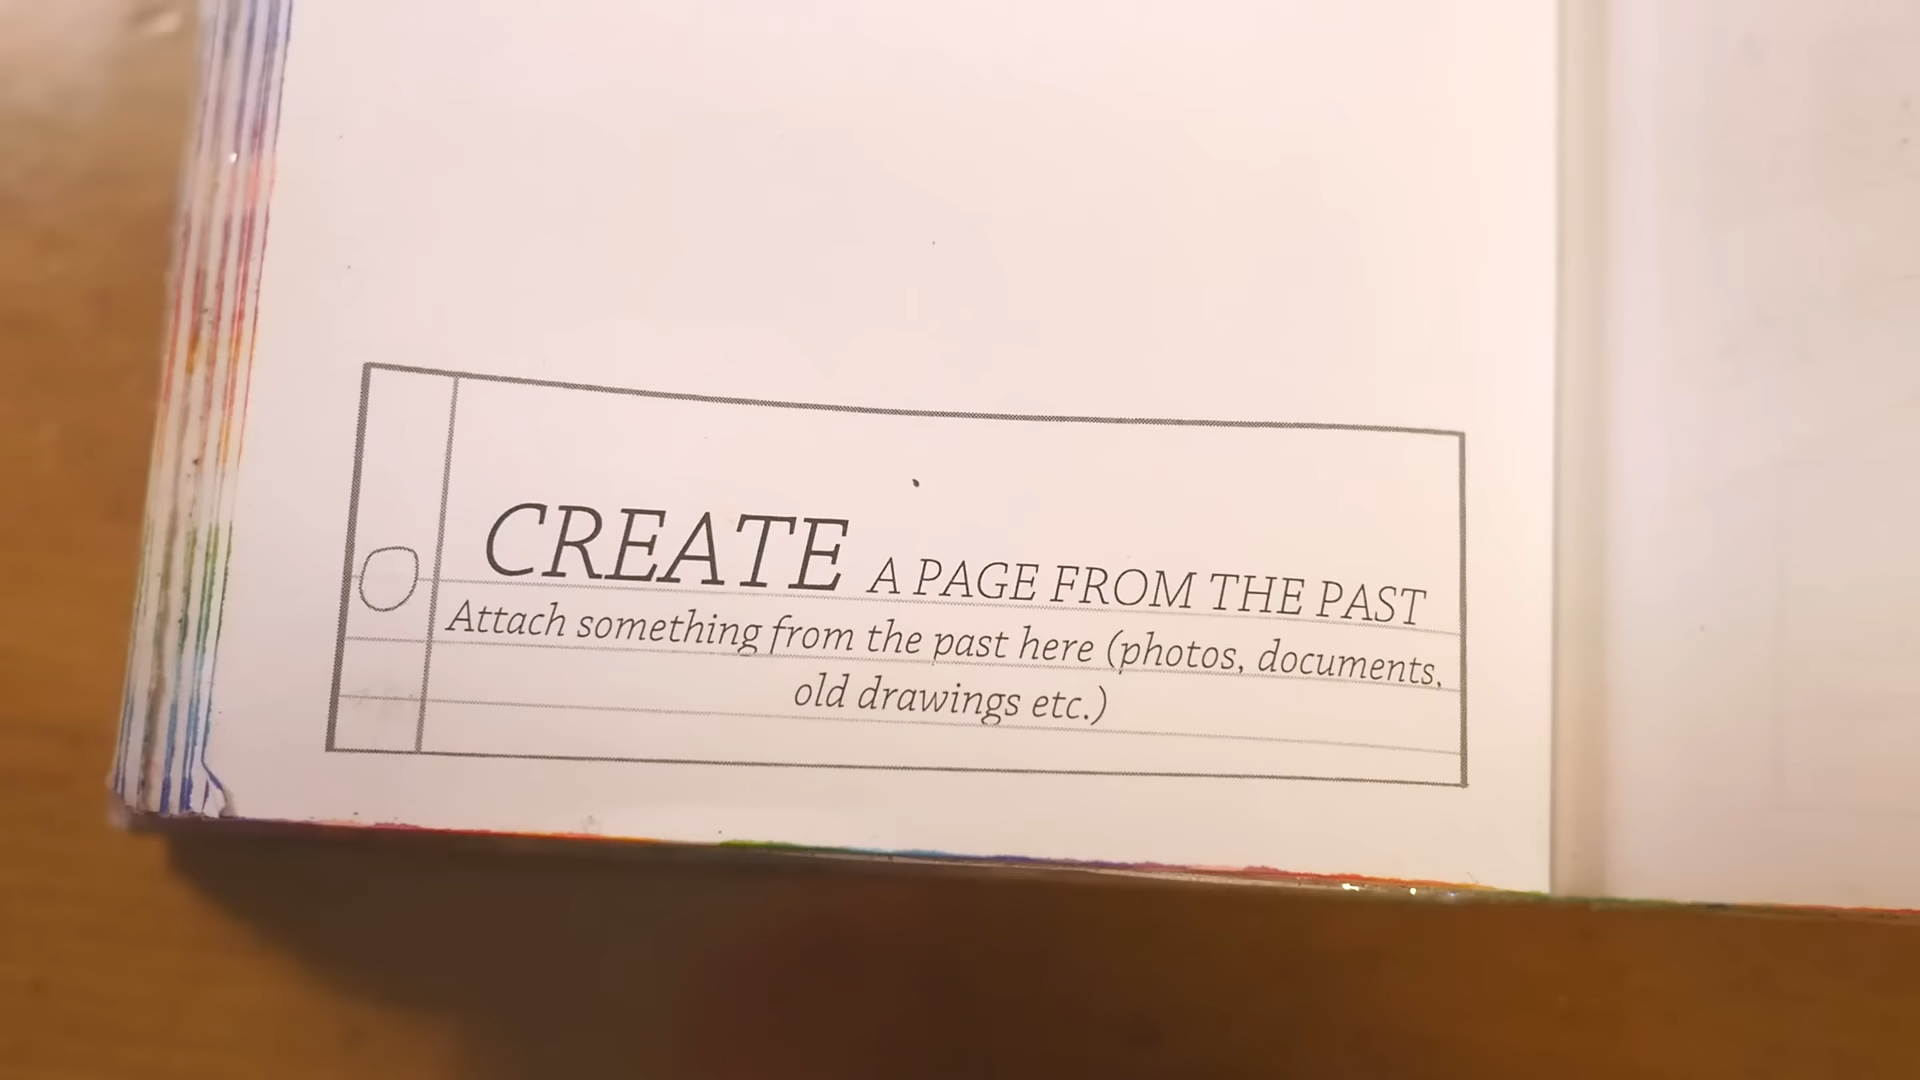 CREATE A PAGE FROM THE PAST
Attach something from the past here (photos, documents,
old drawings etc.)